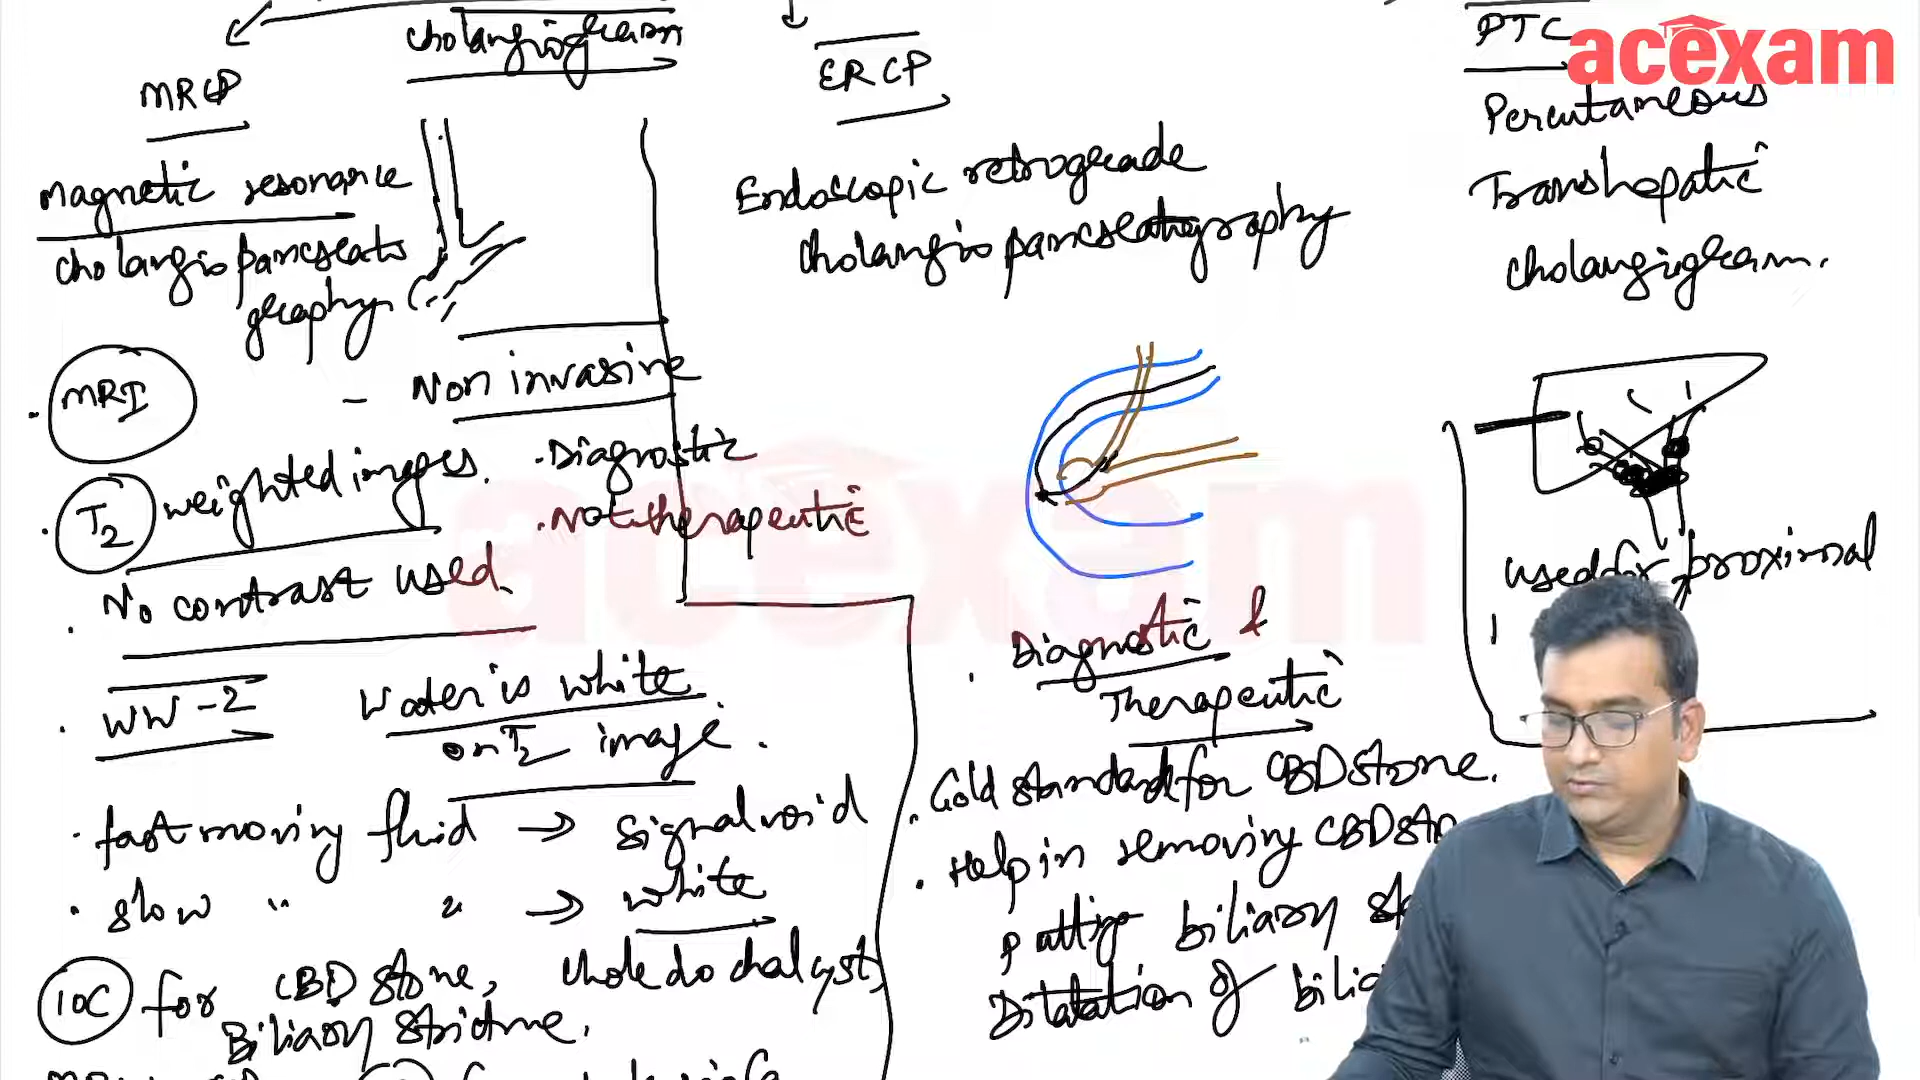 cholangiogram
MRCP
Magnetic resonance
cholangiopancreato
graphy
MRI
- Non invasive
T2 weighted images.
. Diagnostic
. Not therapeutic
No contrast used.
WW-2
Water is white
on T2 image.
. fast moving fluid → signal void
. slow " " → white
IOC for CBD stone, choledochal cyst,
Biliary stricture.
ERCP
Endoscopic retrograde
cholangiopancreatography
. Diagnostic &
Therapeutic
. Gold standard for CBD stone.
. Help in removing CBD
putting biliary
Dilatation of
PTC
Percutaneous
Transhepatic
cholangiogram.
used for proximal
acexam
acexam